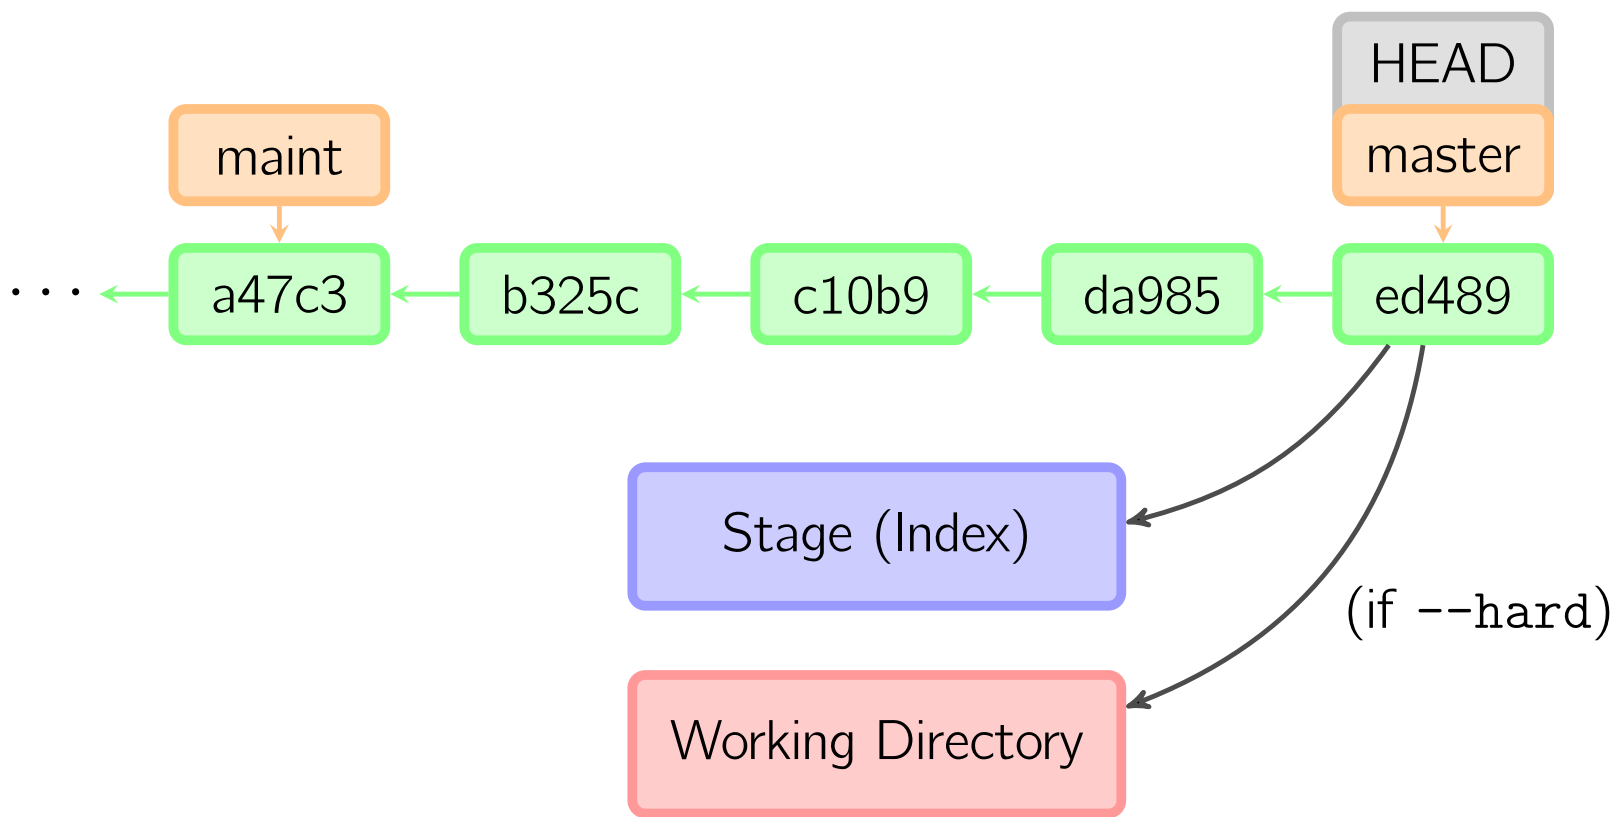 HEAD
maint
master
... a47c3 b325c c10b9 da985 ed489
Stage (Index)
(if --hard)
Working Directory